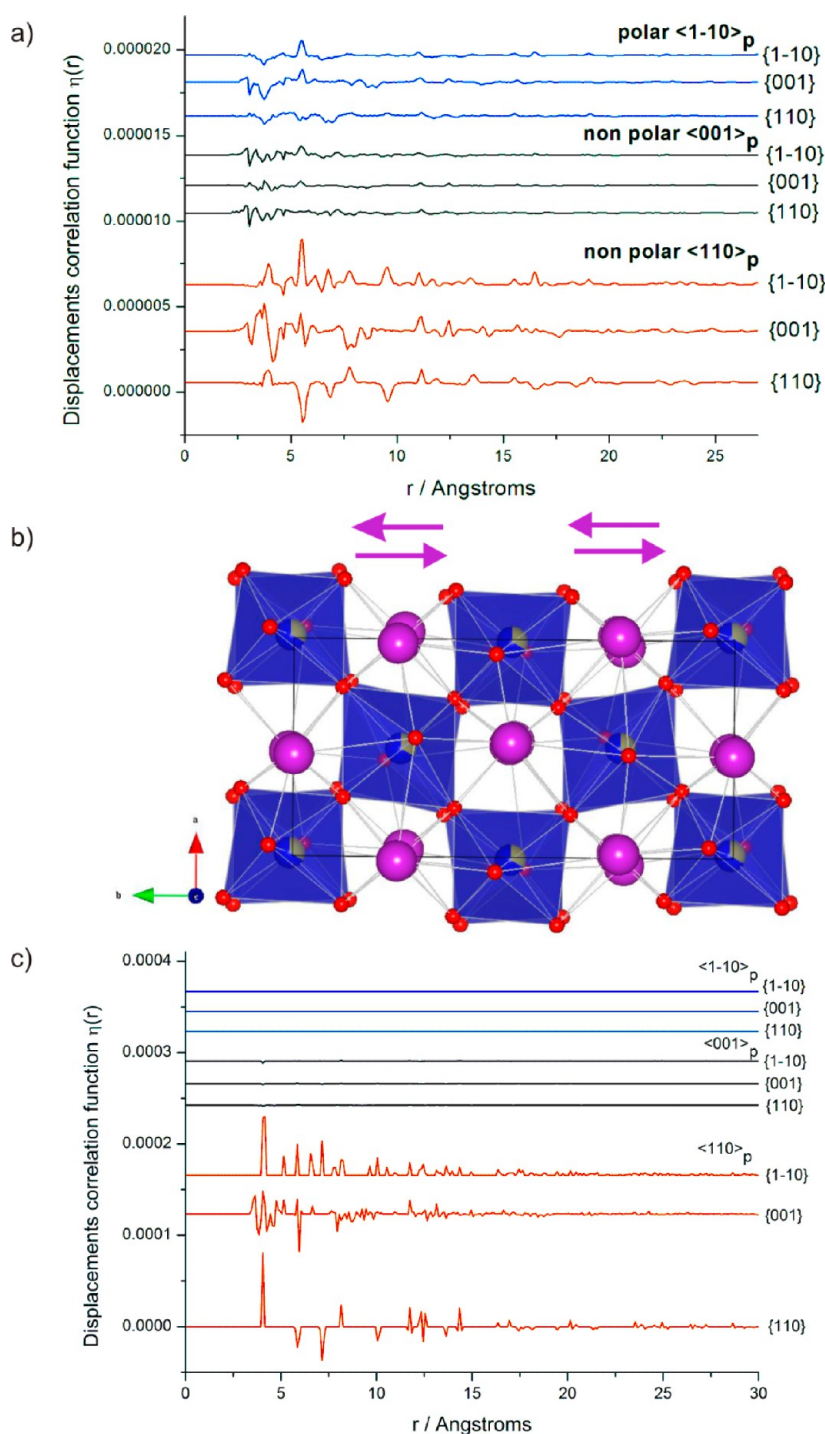 a)
0.000020
0.000015
0.000010
0.000005
0.000000
Displacements correlation function η(r)
polar <1-10>p
{1-10}
{001}
{110}
non polar <001>p
{1-10}
{001}
{110}
non polar <110>p
{1-10}
{001}
{110}
0 5 10 15 20 25
r / Angstroms
b)
a
b
c
c)
0.0004
0.0003
0.0002
0.0001
0.0000
Displacements correlation function η(r)
<1-10>p
{1-10}
{001}
{110}
<001>p
{1-10}
{001}
{110}
<110>p
{1-10}
{001}
{110}
0 5 10 15 20 25 30
r / Angstroms